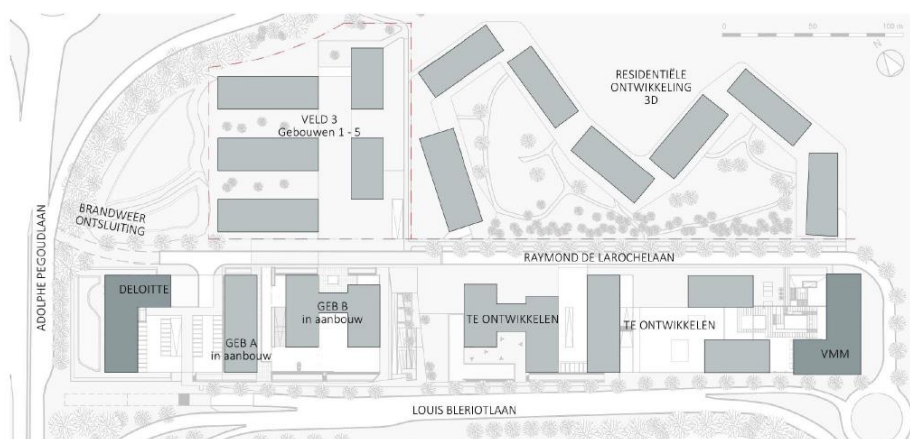 0 50 100 m
N
RESIDENTIËLE
ONTWIKKELING
3D
VELD 3
Gebouwen 1 - 5
BRANDWEER
ONTSLUITING
ADOLPHE PEGOUDLAAN
RAYMOND DE LAROCHELAAN
DELOITTE
GEB A
in aanbouw
GEB B
in aanbouw
TE ONTWIKKELEN
TE ONTWIKKELEN
VMM
LOUIS BLERIOTLAAN